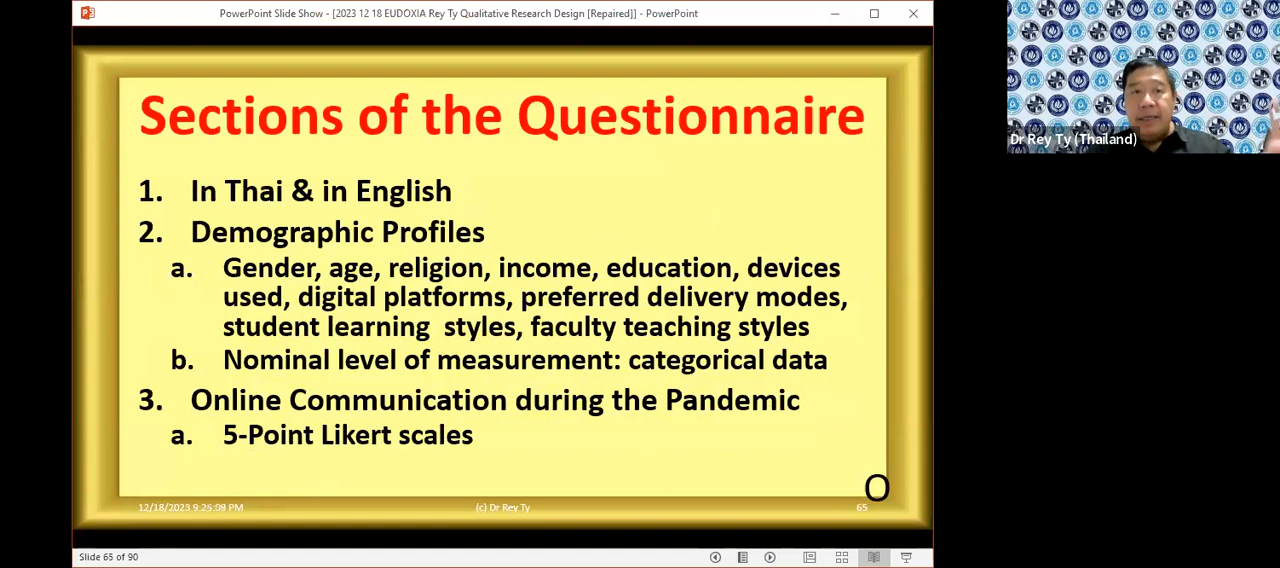 PowerPoint Slide Show - [2023 12 18 EUDOXIA Rey Ty Qualitative Research Design [Repaired]] - PowerPoint
Sections of the Questionnaire
1. In Thai & in English
2. Demographic Profiles
a. Gender, age, religion, income, education, devices
used, digital platforms, preferred delivery modes,
student learning styles, faculty teaching styles
b. Nominal level of measurement: categorical data
3. Online Communication during the Pandemic
a. 5-Point Likert scales
O
12/18/2023 9:25:08 PM (c) Dr Rey Ty 65
Slide 65 of 90
Dr Rey Ty (Thailand)